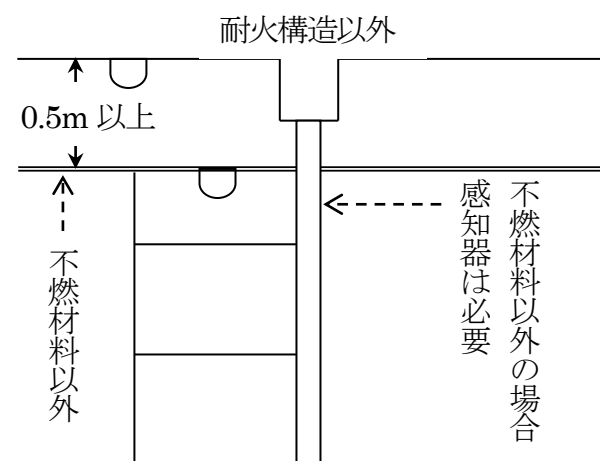 耐火構造以外
0.5m 以上
不燃材料以外
不燃材料以外の場合
感知器は必要